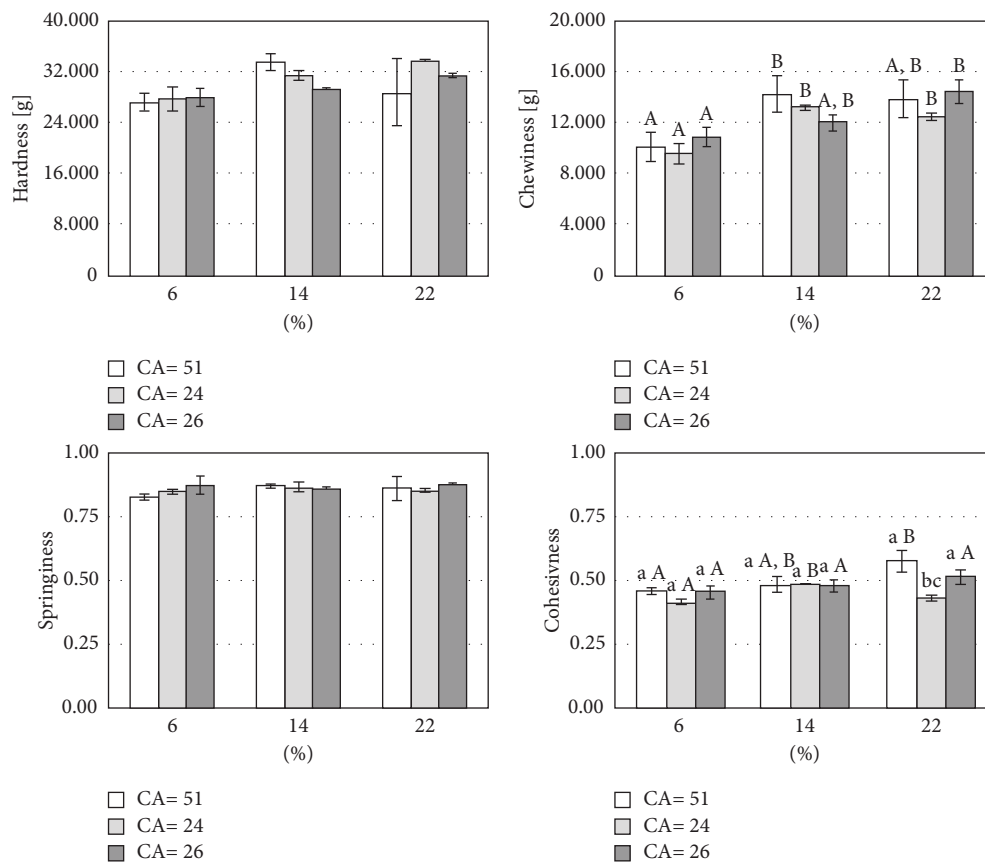 Hardness [g]
40.000
32.000
24.000
16.000
8.000
0
6 14 22
(%)
CA= 51
CA= 24
CA= 26
Chewiness [g]
20.000
16.000
12.000
8.000
4.000
0
A A A B B A, B A, B B B
6 14 22
(%)
CA= 51
CA= 24
CA= 26
Springiness
1.00
0.75
0.50
0.25
0.00
6 14 22
(%)
CA= 51
CA= 24
CA= 26
Cohesivness
1.00
0.75
0.50
0.25
0.00
a A a A a A a A, B a B a A a B bc a A
6 14 22
(%)
CA= 51
CA= 24
CA= 26